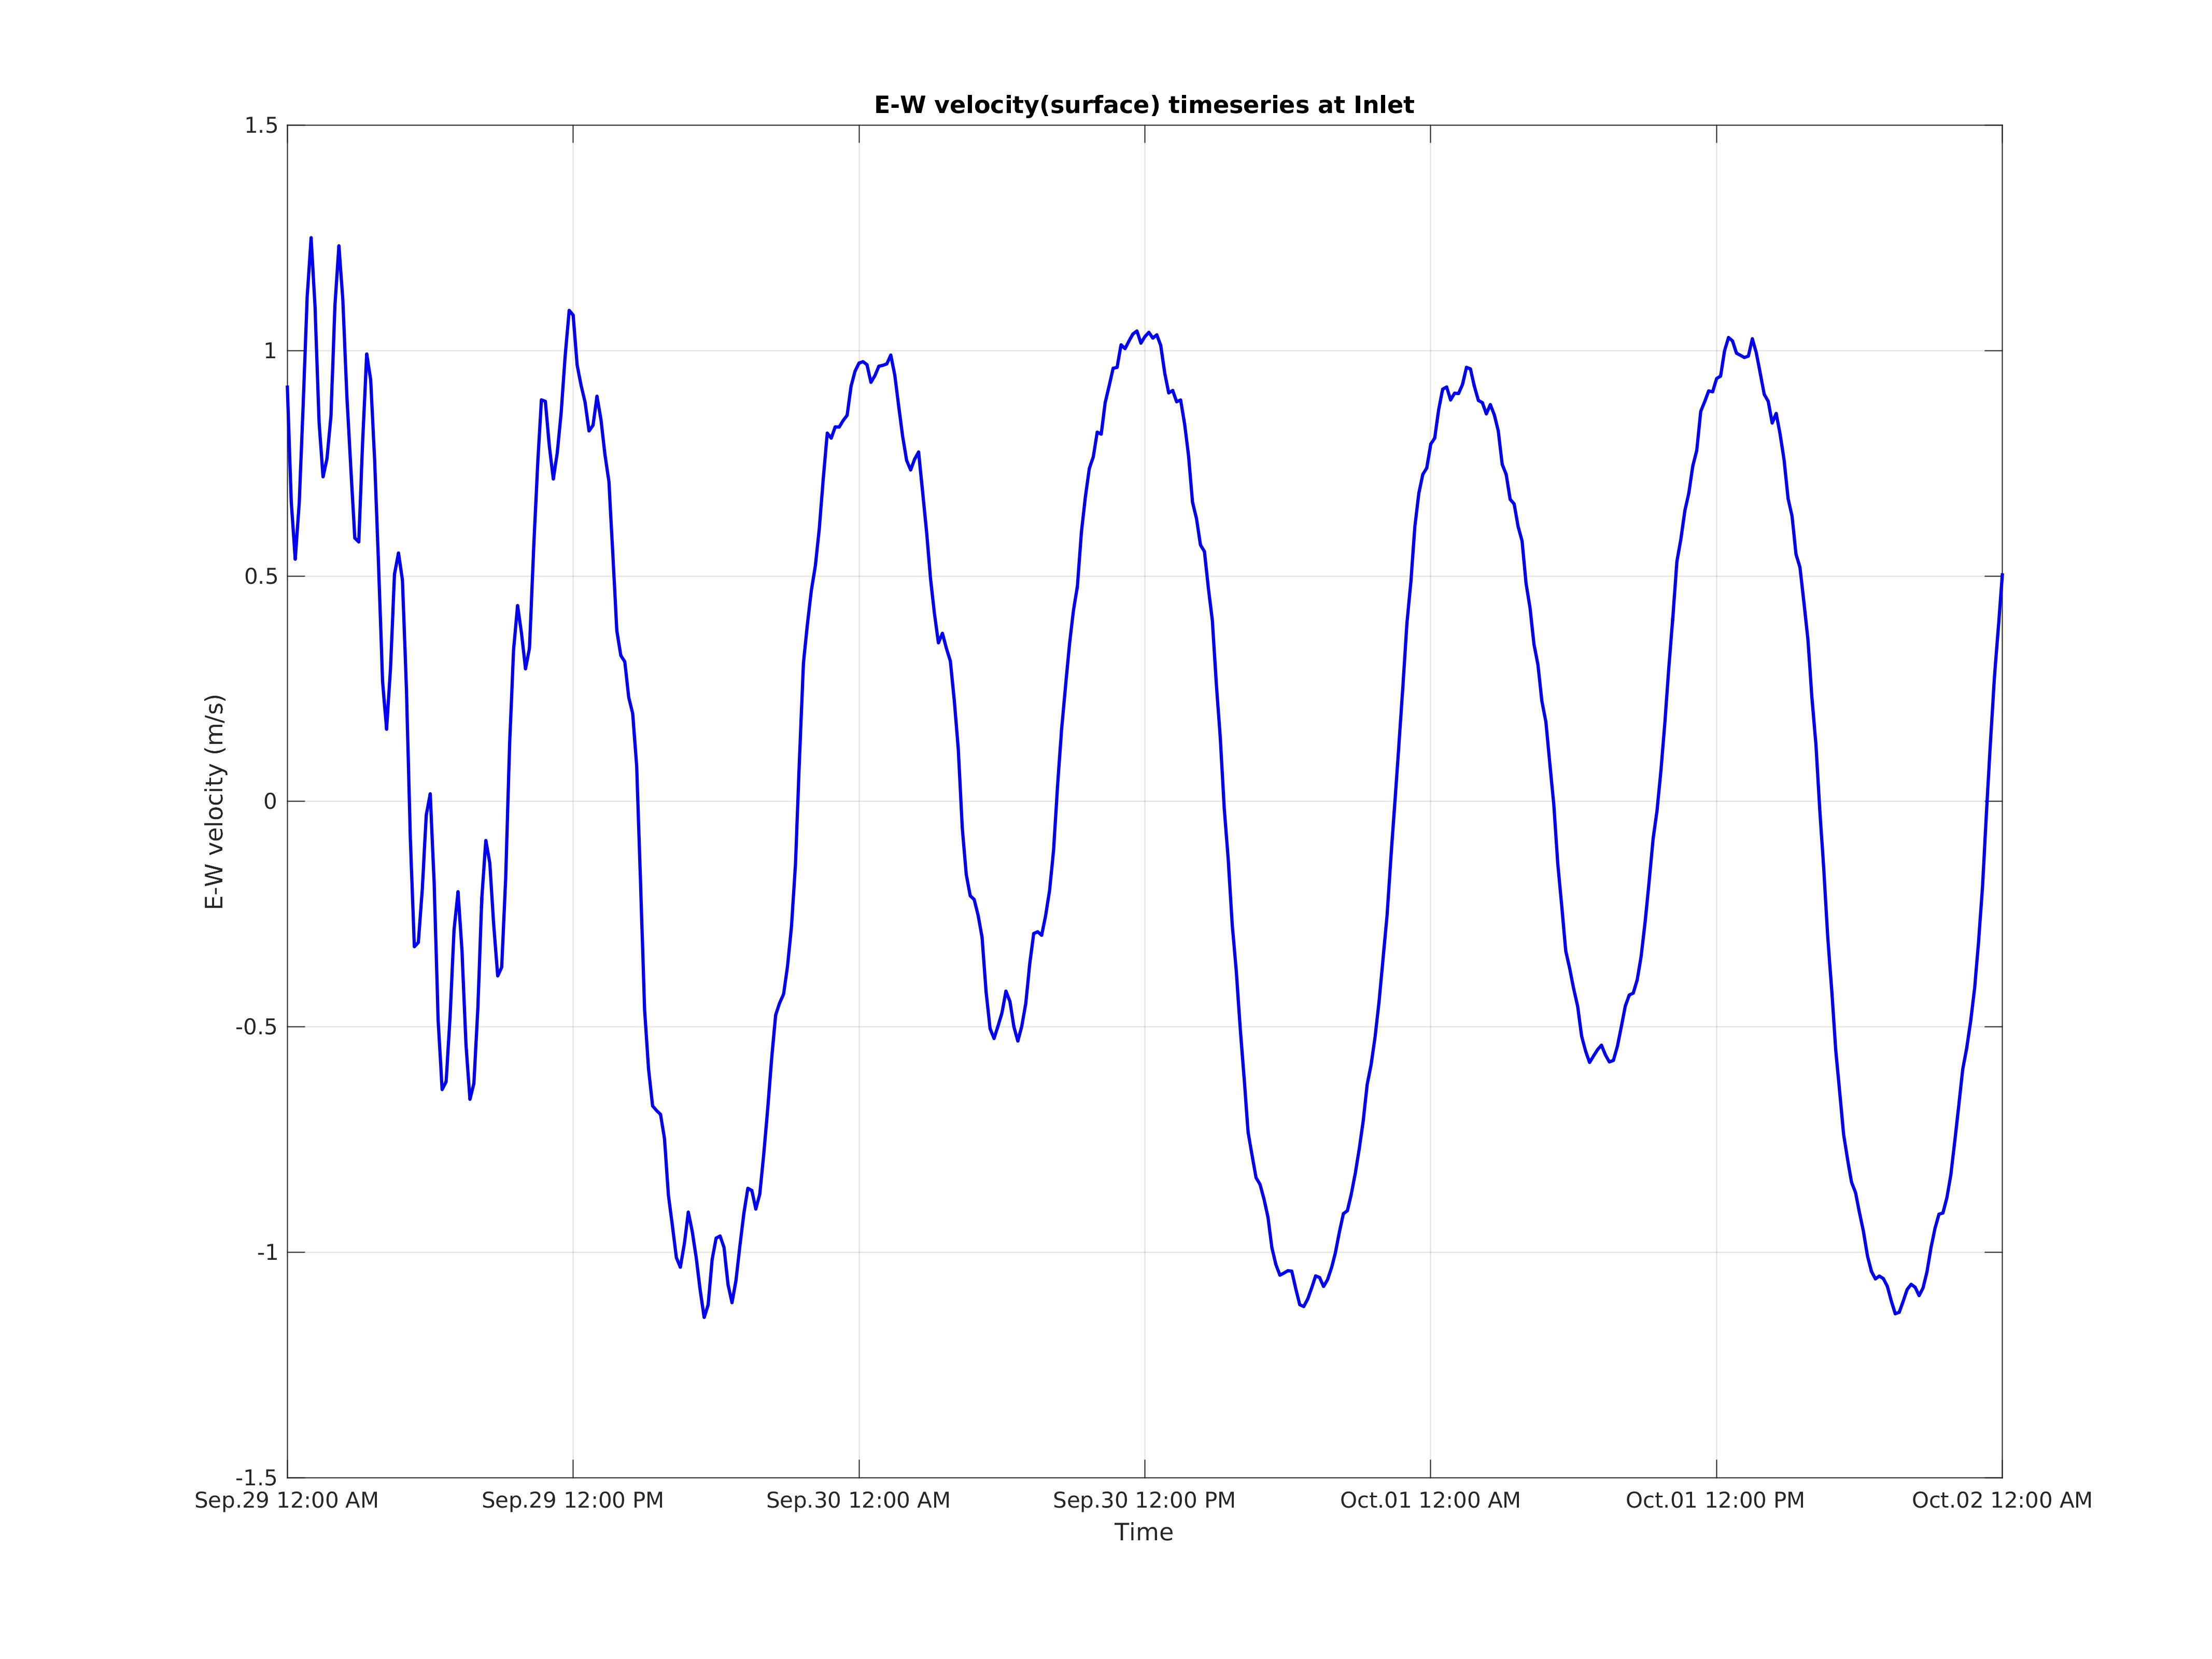 E-W velocity(surface) timeseries at Inlet
1.5
1
0.5
0
-0.5
-1
-1.5
E-W velocity (m/s)
Sep.29 12:00 AM Sep.29 12:00 PM Sep.30 12:00 AM Sep.30 12:00 PM Oct.01 12:00 AM Oct.01 12:00 PM Oct.02 12:00 AM
Time